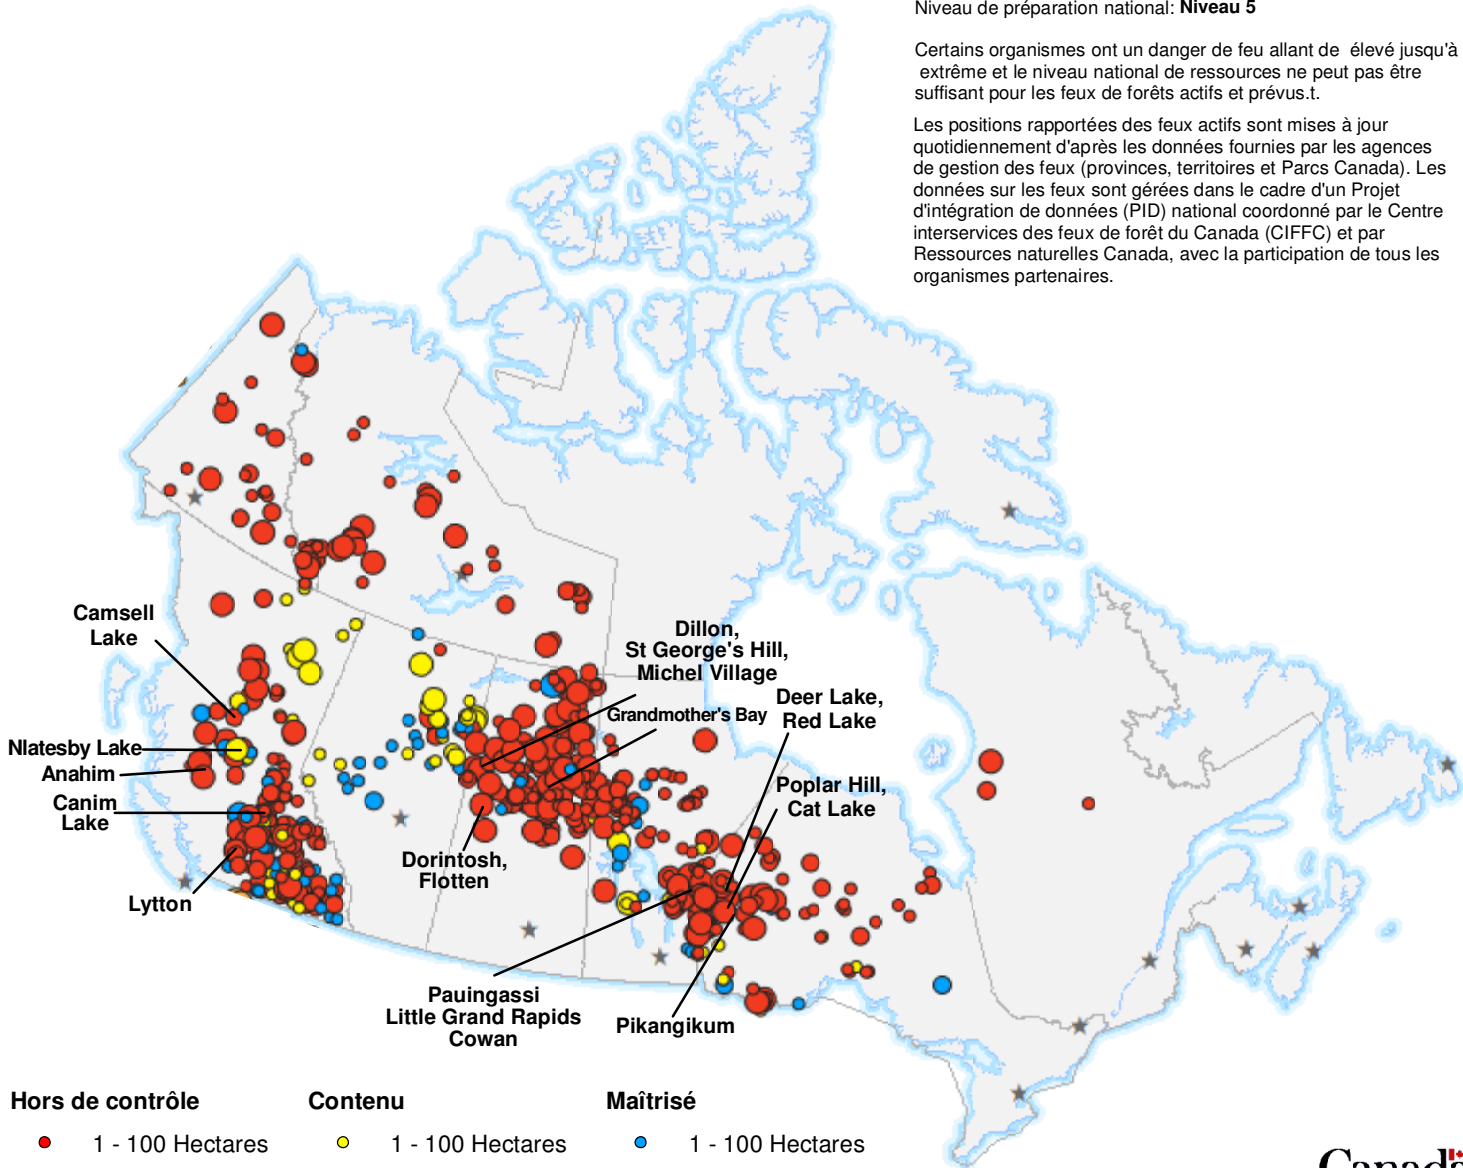 Niveau de préparation national: Niveau 5
Certains organismes ont un danger de feu allant de  élevé jusqu'à
extrême et le niveau national de ressources ne peut pas être
suffisant pour les feux de forêts actifs et prévus.t.
Les positions rapportées des feux actifs sont mises à jour
quotidiennement d'après les données fournies par les agences
de gestion des feux (provinces, territoires et Parcs Canada). Les
données sur les feux sont gérées dans le cadre d'un Projet
d'intégration de données (PID) national coordonné par le Centre
interservices des feux de forêt du Canada (CIFFC) et par
Ressources naturelles Canada, avec la participation de tous les
organismes partenaires.
Camsell
Lake
Dillon,
St George's Hill,
Michel Village
Deer Lake,
Red Lake
Grandmother's Bay
Nlatesby Lake
Anahim
Poplar Hill,
Cat Lake
Canim
Lake
Dorintosh,
Flotten
Lytton
Pauingassi
Little Grand Rapids
Cowan
Pikangikum
Hors de contrôle
Contenu
Maîtrisé
1 - 100 Hectares
1 - 100 Hectares
1 - 100 Hectares
Canada